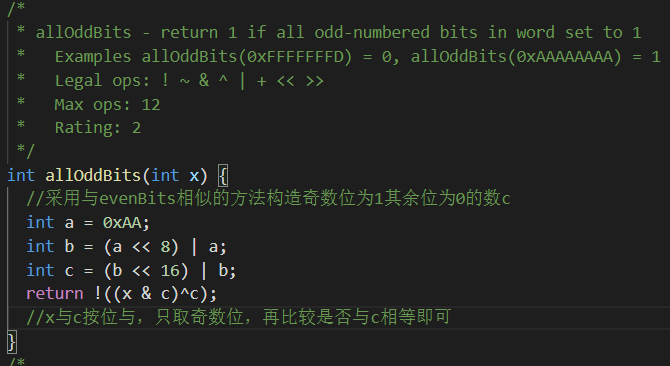 /*
 * allOddBits - return 1 if all odd-numbered bits in word set to 1
 *   Examples allOddBits(0xFFFFFFFD) = 0, allOddBits(0xAAAAAAAA) = 1
 *   Legal ops: ! ~ & ^ | + << >>
 *   Max ops: 12
 *   Rating: 2
 */
int allOddBits(int x) {
  //采用与evenBits相似的方法构造奇数位为1其余位为0的数c
  int a = 0xAA;
  int b = (a << 8) | a;
  int c = (b << 16) | b;
  return !((x & c)^c);
  //x与c按位与，只取奇数位，再比较是否与c相等即可
}
/*